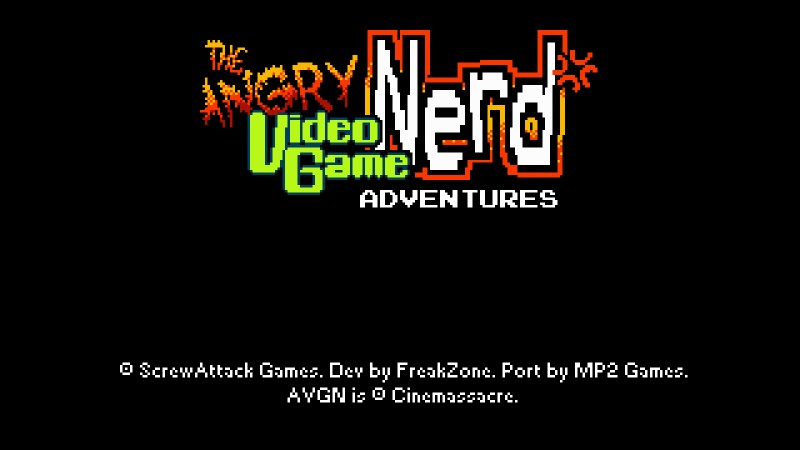 THE
ANGRY
Video
Game
Nerd
ADVENTURES
© ScrewAttack Games. Dev by FreakZone. Port by MP2 Games.
AVGN is © Cinemassacre.